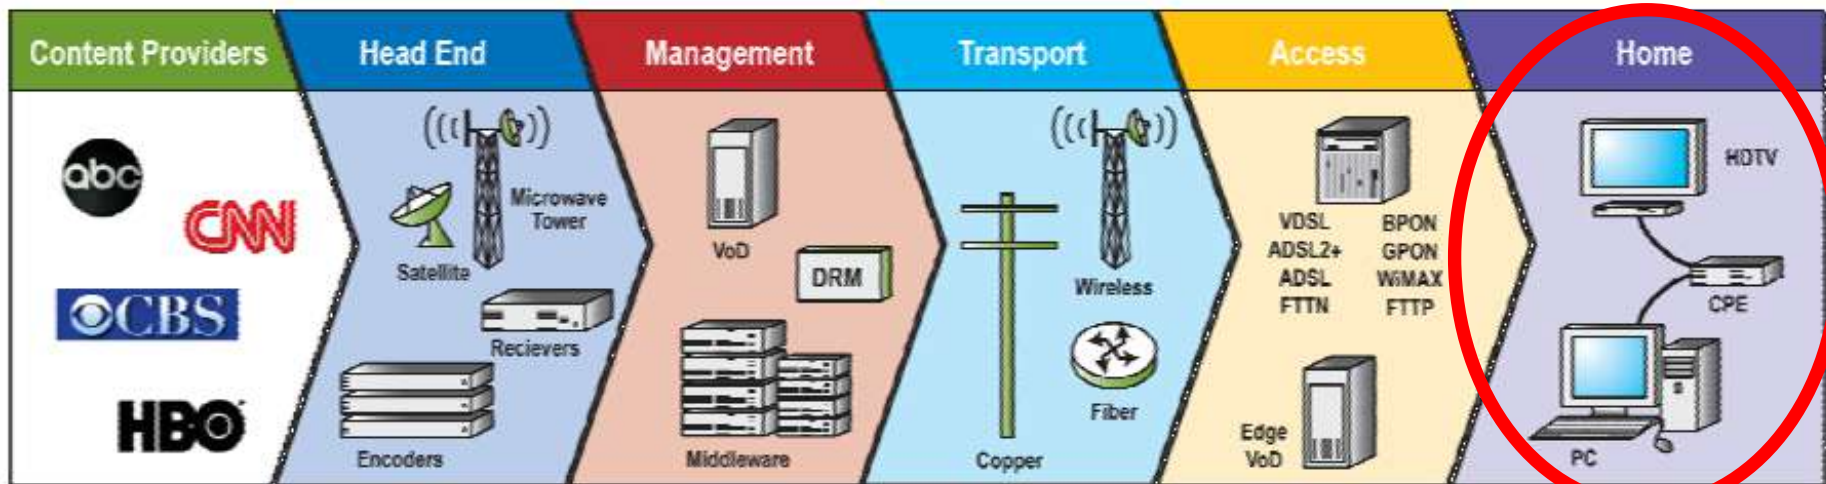 Content Providers
Head End
Management
Transport
Access
Home
abc
CNN
CBS
HBO
Microwave
Tower
Satellite
Recievers
Encoders
VoD
DRM
Middleware
Wireless
Fiber
Copper
VDSL BPON
ADSL2+ GPON
ADSL WiMAX
FTTN FTTP
Edge
VoD
HDTV
CPE
PC